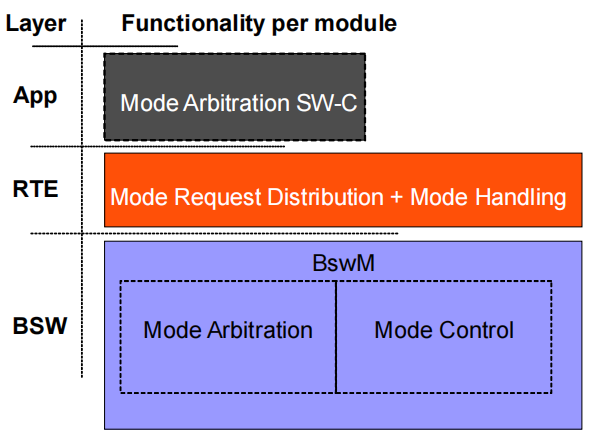 Layer Functionality per module
App
Mode Arbitration SW-C
RTE
Mode Request Distribution + Mode Handling
BswM
BSW
Mode Arbitration
Mode Control